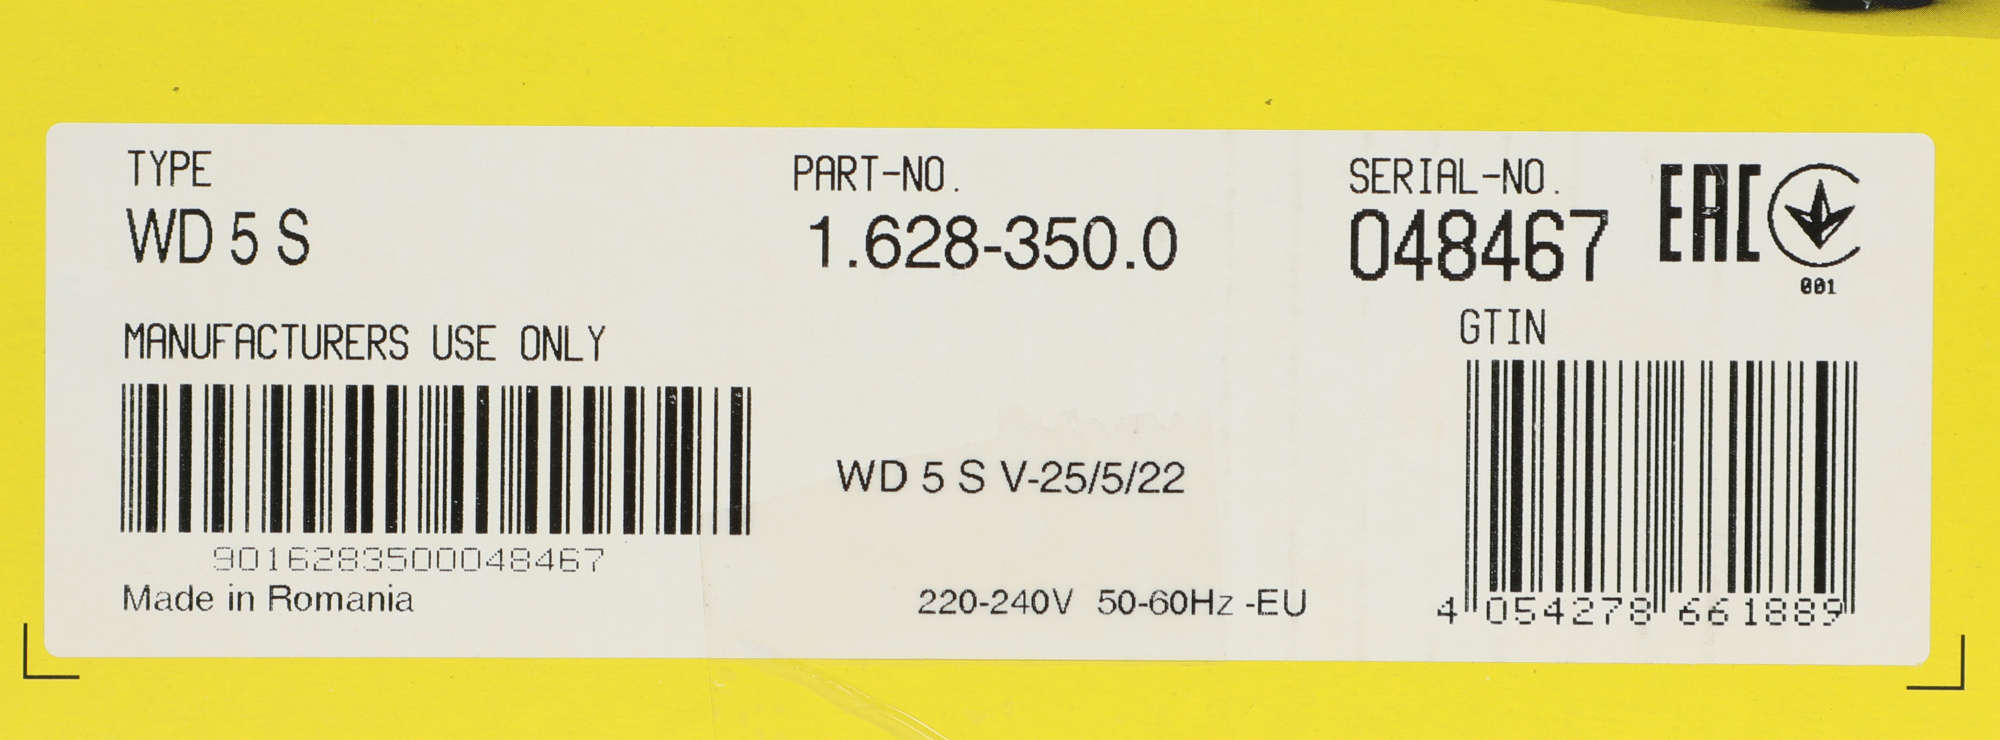 TYPE
WD 5 S
PART-NO.
1.628-350.0
SERIAL-NO.
048467
EAC
001
MANUFACTURERS USE ONLY
9016283500048467
Made in Romania
WD 5 S V-25/5/22
220-240V 50-60Hz -EU
GTIN
4 054278 661889